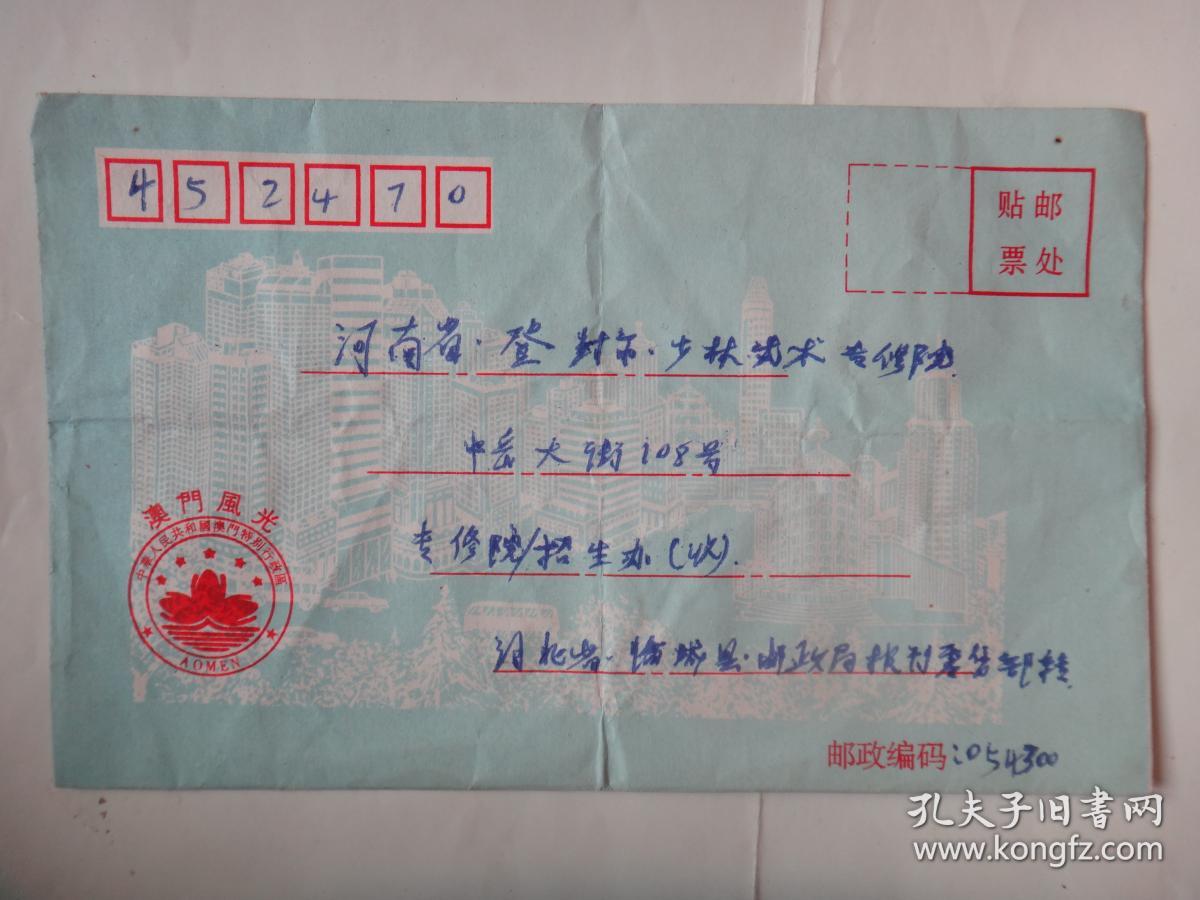 452470
贴邮
票处
河南省·登封市·少林武术专修院
中岳大街108号
专修院/招生办(收).
澳門風光
中華人民共和國澳門特別行政區
AOMEN
河北省·临城县·邮政局报刊零售部转
邮政编码:054300
孔夫子旧书网
www.kongfz.com